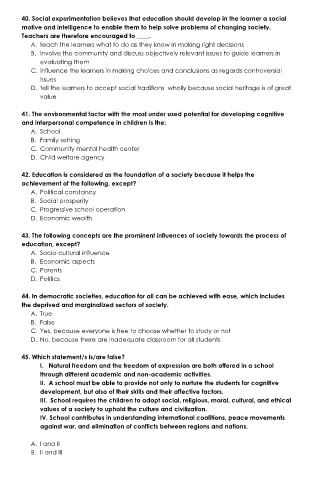 40. Social experimentation believes that education should develop in the learner a social
motive and intelligence to enable them to help solve problems of changing society.
Teachers are therefore encouraged to ____.
A. teach the learners what to do as they know in making right decisions
B. involve the community and discuss objectively relevant issues to guide learners in
evaluating them
C. influence the learners in making choices and conclusions as regards controversial
issues
D. tell the learners to accept social traditions wholly because social heritage is of great
value
41. The environmental factor with the most under used potential for developing cognitive
and interpersonal competence in children is the:
A. School
B. Family setting
C. Community mental health center
D. Child welfare agency
42. Education is considered as the foundation of a society because it helps the
achievement of the following, except?
A. Political constancy
B. Social prosperity
C. Progressive school operation
D. Economic wealth
43. The following concepts are the prominent influences of society towards the process of
education, except?
A. Socio-cultural influence
B. Economic aspects
C. Parents
D. Politics
44. In democratic societies, education for all can be achieved with ease, which includes
the deprived and marginalized sectors of society.
A. True
B. False
C. Yes, because everyone is free to choose whether to study or not
D. No, because there are inadequate classroom for all students
45. Which statement/s is/are false?
I. Natural freedom and the freedom of expression are both offered in a school
through different academic and non-academic activities.
II. A school must be able to provide not only to nurture the students for cognitive
development, but also of their skills and their affective factors.
III. School requires the children to adopt social, religious, moral, cultural, and ethical
values of a society to uphold the culture and civilization.
IV. School contributes in understanding international coalitions, peace movements
against war, and elimination of conflicts between regions and nations.
A. I and II
B. II and III